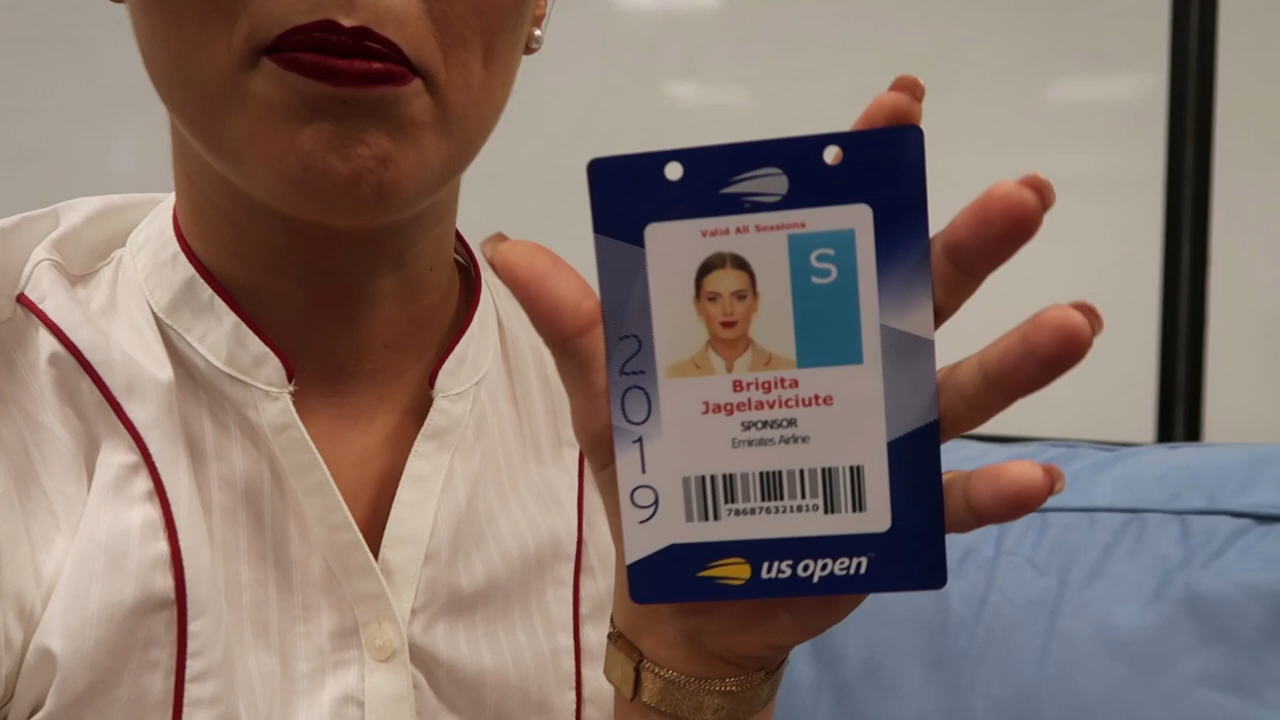 Valid All Sessions
S
2019
Brigita
Jagelaviciute
SPONSOR
Emirates Airline
786876321810
us open